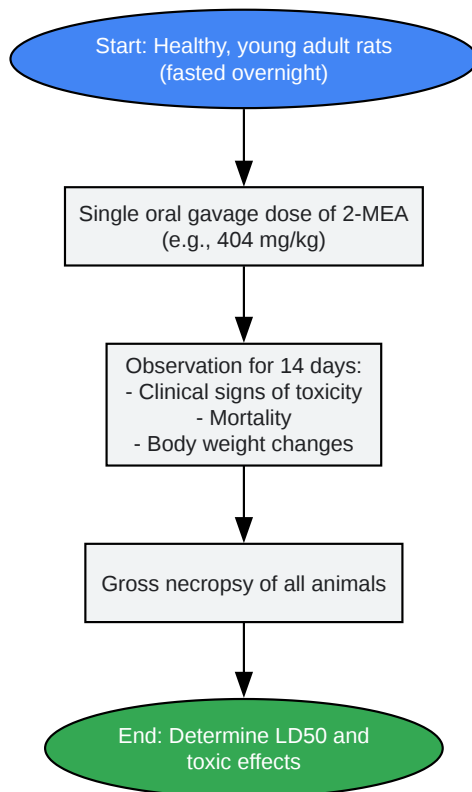 Start: Healthy, young adult rats
(fasted overnight)
Single oral gavage dose of 2-MEA
(e.g., 404 mg/kg)
Observation for 14 days:
- Clinical signs of toxicity
- Mortality
- Body weight changes
Gross necropsy of all animals
End: Determine LD50 and
toxic effects